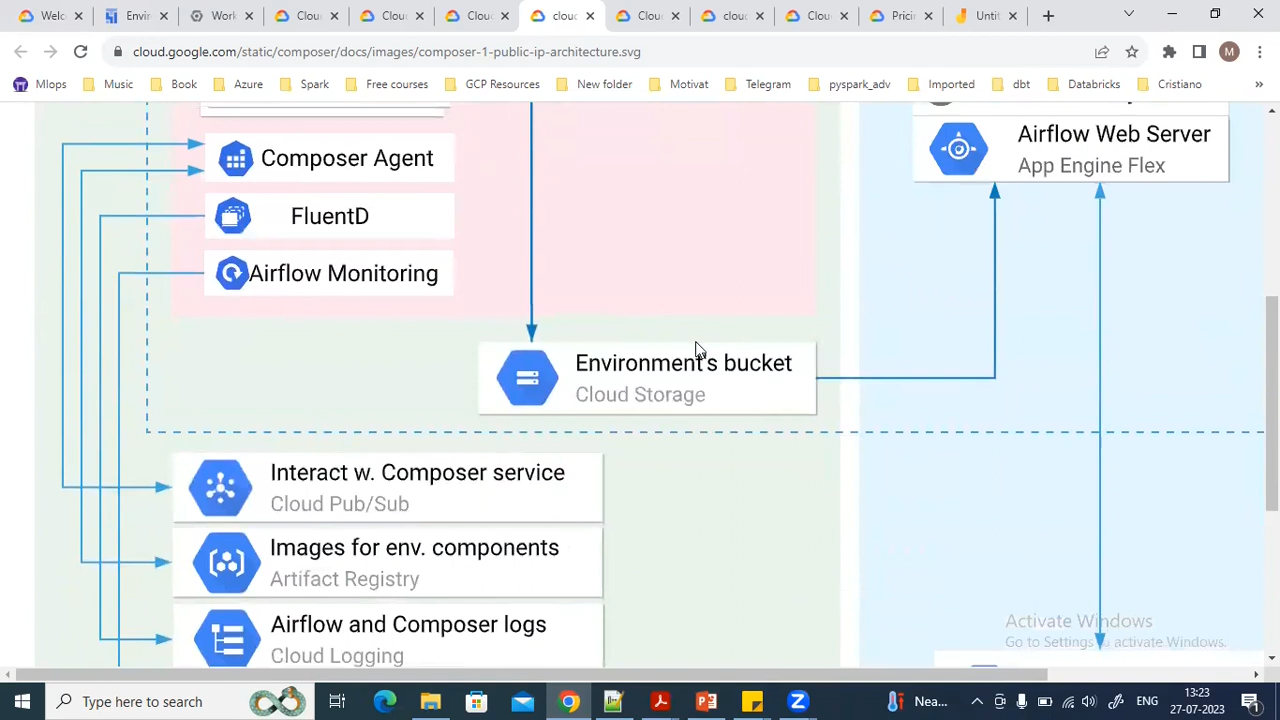 Welc
Envir
Work
Clou
Clou
Clou
clou
Clou
clou
Clou
Pricin
Untit
cloud.google.com/static/composer/docs/images/composer-1-public-ip-architecture.svg
M
Mlops
Music
Book
Azure
Spark
Free courses
GCP Resources
New folder
Motivat
Telegram
pyspark_adv
Imported
dbt
Databricks
Cristiano
»
Airflow Web Server
App Engine Flex
Composer Agent
FluentD
Airflow Monitoring
Environment's bucket
Cloud Storage
Interact w. Composer service
Cloud Pub/Sub
Images for env. components
Artifact Registry
Airflow and Composer logs
Cloud Logging
Activate Windows
Go to Settings to activate Windows.
Type here to search
Nea...
ENG
13:23
27-07-2023
1